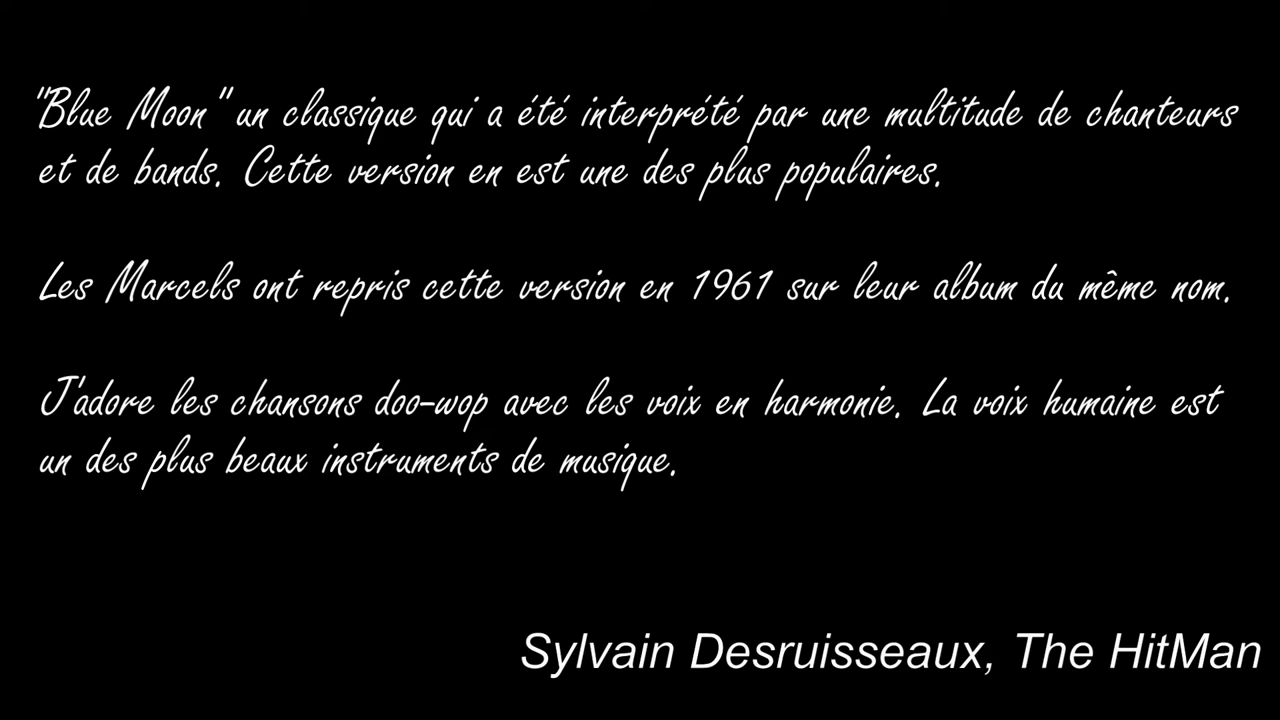 "Blue Moon" un classique qui a été interprété par une multitude de chanteurs
et de bands. Cette version en est une des plus populaires.
Les Marcels ont repris cette version en 1961 sur leur album du même nom.
J'adore les chansons doo-wop avec les voix en harmonie. La voix humaine est
un des plus beaux instruments de musique.
Sylvain Desruisseaux, The HitMan